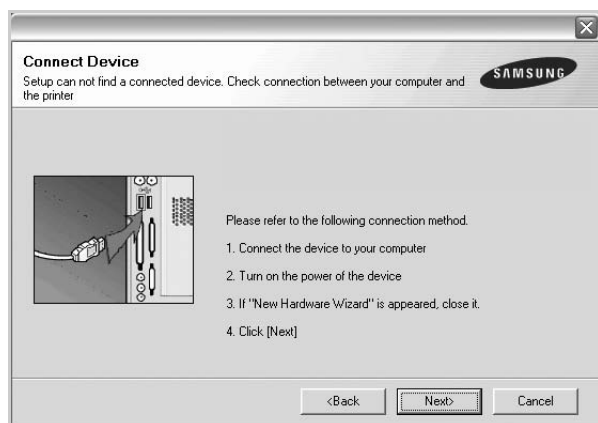 Connect Device
Setup can not find a connected device. Check connection between your computer and
the printer
SAMSUNG
Please refer to the following connection method.
1. Connect the device to your computer
2. Turn on the power of the device
3. If "New Hardware Wizard" is appeared, close it.
4. Click [Next]
<Back
Next>
Cancel